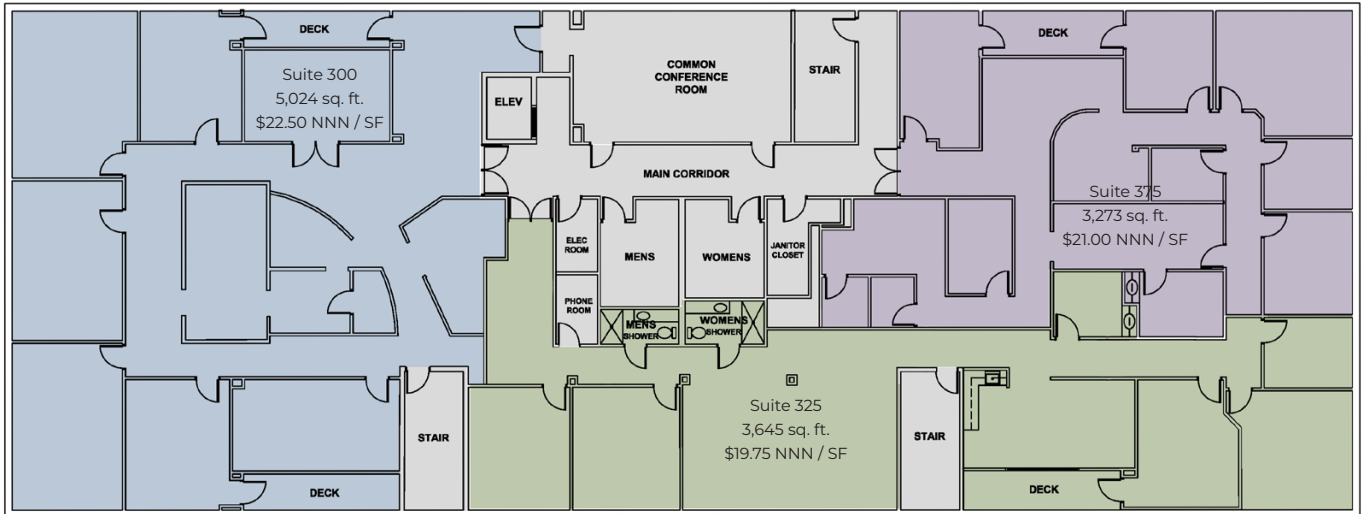 DECK
Suite 300
5,024 sq. ft.
$22.50 NNN / SF
ELEV
COMMON
CONFERENCE
ROOM
STAIR
DECK
MAIN CORRIDOR
Suite 375
3,273 sq. ft.
$21.00 NNN / SF
ELEC
ROOM
MENS
WOMENS
JANITOR
CLOSET
PHONE
ROOM
MENS
SHOWER
WOMENS
SHOWER
Suite 325
3,645 sq. ft.
$19.75 NNN / SF
STAIR
STAIR
DECK
DECK